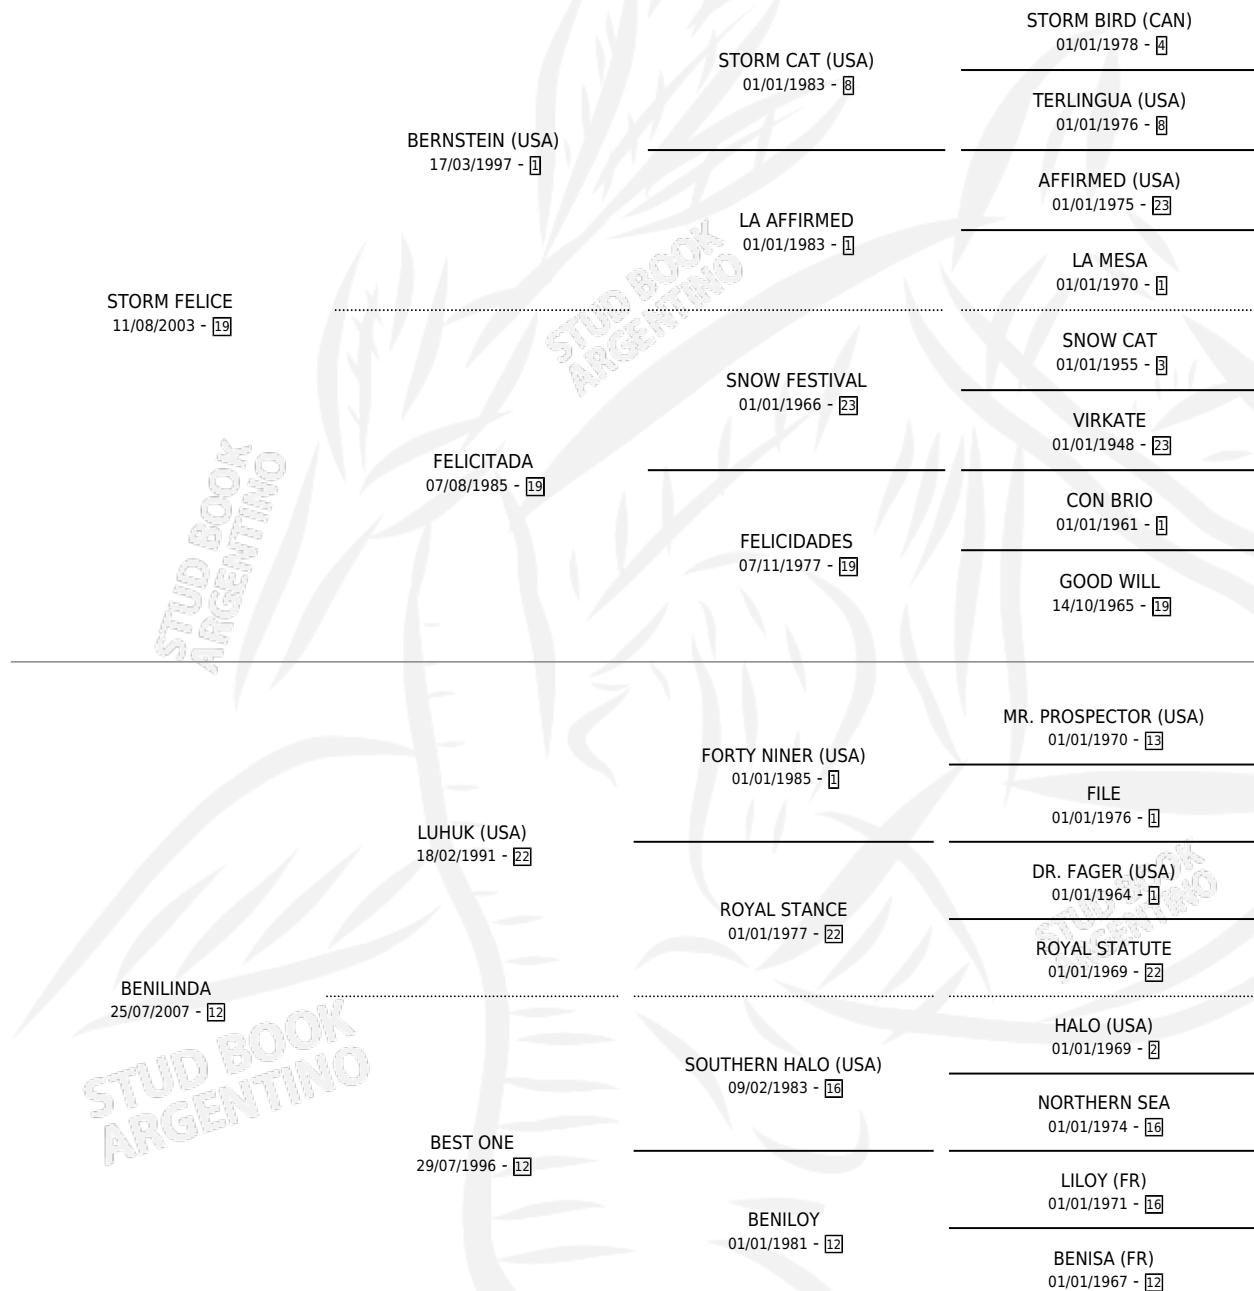 STORM BIRD (CAN)
01/01/1978 - 4
STORM CAT (USA)
01/01/1983 - 8
TERLINGUA (USA)
01/01/1976 - 8
BERNSTEIN (USA)
17/03/1997 - 1
AFFIRMED (USA)
01/01/1975 - 23
LA AFFIRMED
01/01/1983 - 1
LA MESA
01/01/1970 - 1
STORM FELICE
11/08/2003 - 19
SNOW CAT
01/01/1955 - 3
SNOW FESTIVAL
01/01/1966 - 23
VIRKATE
01/01/1948 - 23
FELICITADA
07/08/1985 - 19
CON BRIO
01/01/1961 - 1
FELICIDADES
07/11/1977 - 19
GOOD WILL
14/10/1965 - 19
MR. PROSPECTOR (USA)
01/01/1970 - 13
FORTY NINER (USA)
01/01/1985 - 1
FILE
01/01/1976 - 1
LUHUK (USA)
18/02/1991 - 22
DR. FAGER (USA)
01/01/1964 - 1
ROYAL STANCE
01/01/1977 - 22
ROYAL STATUTE
01/01/1969 - 22
BENILINDA
25/07/2007 - 12
HALO (USA)
01/01/1969 - 2
SOUTHERN HALO (USA)
09/02/1983 - 16
NORTHERN SEA
01/01/1974 - 16
BEST ONE
29/07/1996 - 12
LILOY (FR)
01/01/1971 - 16
BENILOY
01/01/1981 - 12
BENISA (FR)
01/01/1967 - 12
STUD BOOK
ARGENTINO
STUD BOOK
ARGENTINO
STUD BOOK
ARGENTINO
STUD BOOK
ARGENTINO